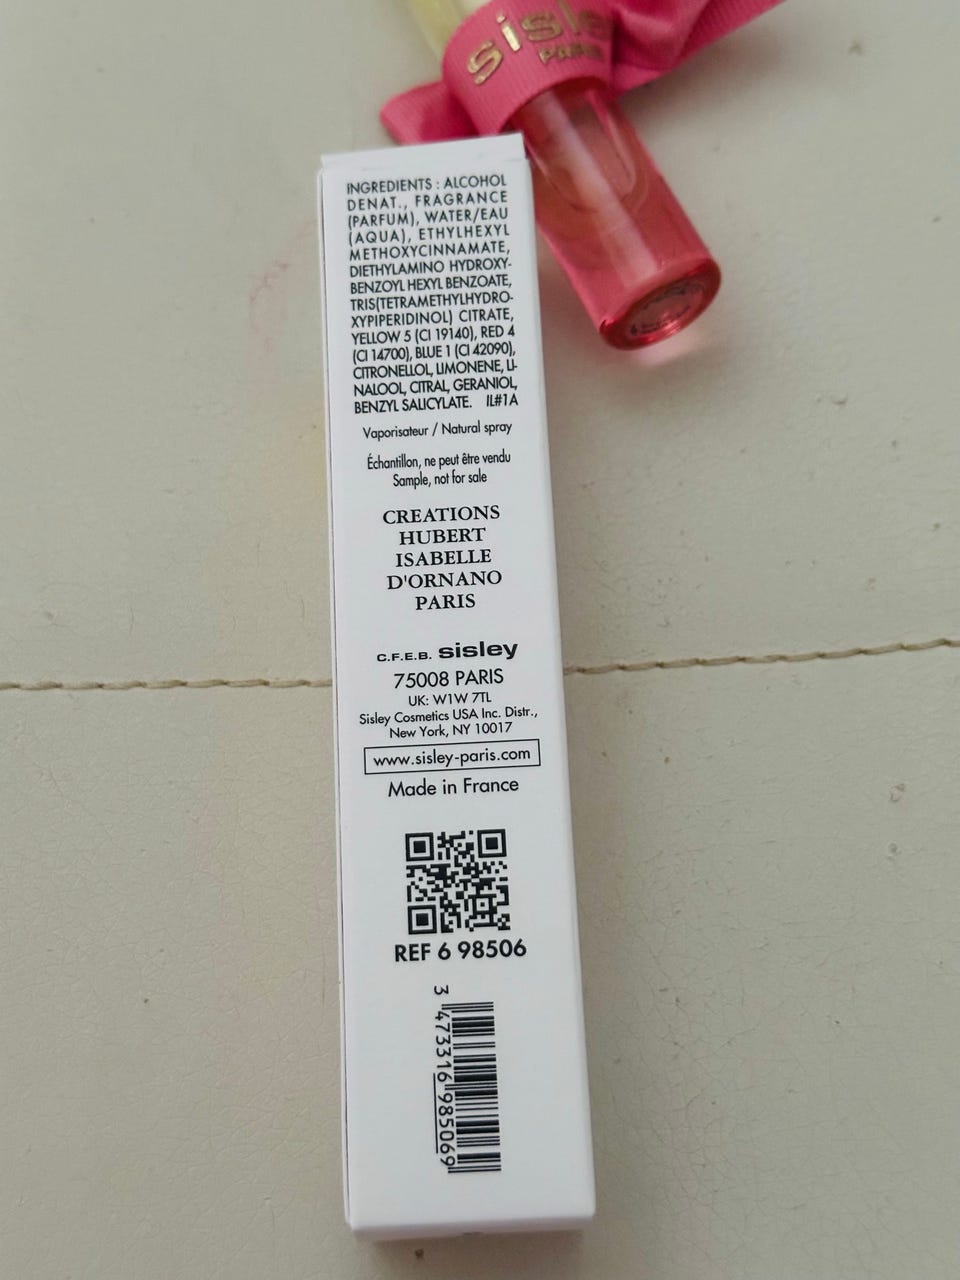 sisle
PARIS
INGREDIENTS : ALCOHOL
DENAT., FRAGRANCE
(PARFUM), WATER/EAU
(AQUA), ETHYLHEXYL
METHOXYCINNAMATE,
DIETHYLAMINO HYDROXY-
BENZOYL HEXYL BENZOATE,
TRIS(TETRAMETHYLHYDRO-
XYPIPERIDINOL) CITRATE,
YELLOW 5 (CI 19140), RED 4
(CI 14700), BLUE 1 (CI 42090),
CITRONELLOL, LIMONENE, LI-
NALOOL, CITRAL, GERANIOL,
BENZYL SALICYLATE. IL#1A
Vaporisateur / Natural spray
Échantillon, ne peut être vendu
Sample, not for sale
CREATIONS
HUBERT
ISABELLE
D'ORNANO
PARIS
C.F.E.B. sisley
75008 PARIS
UK: W1W 7TL
Sisley Cosmetics USA Inc. Distr.,
New York, NY 10017
www.sisley-paris.com
Made in France
REF 6 98506
3 473316 985069